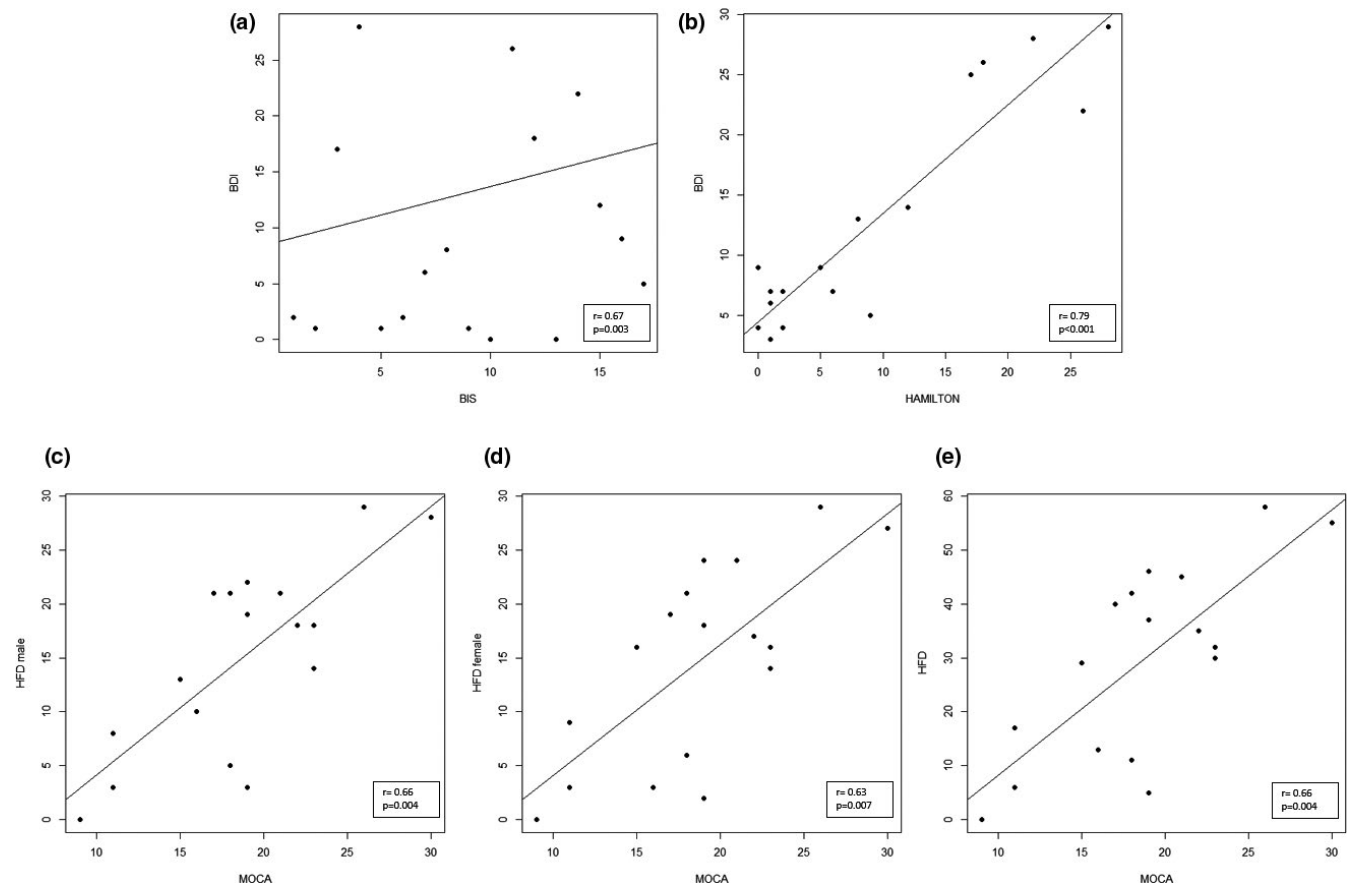 (a)
25
20
15
10
5
0
BDI
5
10
15
BIS
r= 0.67
p=0.003
(b)
30
25
20
15
10
5
BDI
0
5
10
15
20
25
HAMILTON
r= 0.79
p<0.001
(c)
30
25
20
15
10
5
0
HFD male
10
15
20
25
30
MOCA
r= 0.66
p=0.004
(d)
30
25
20
15
10
5
0
HFD female
10
15
20
25
30
MOCA
r= 0.63
p=0.007
(e)
60
50
40
30
20
10
0
HFD
10
15
20
25
30
MOCA
r= 0.66
p=0.004